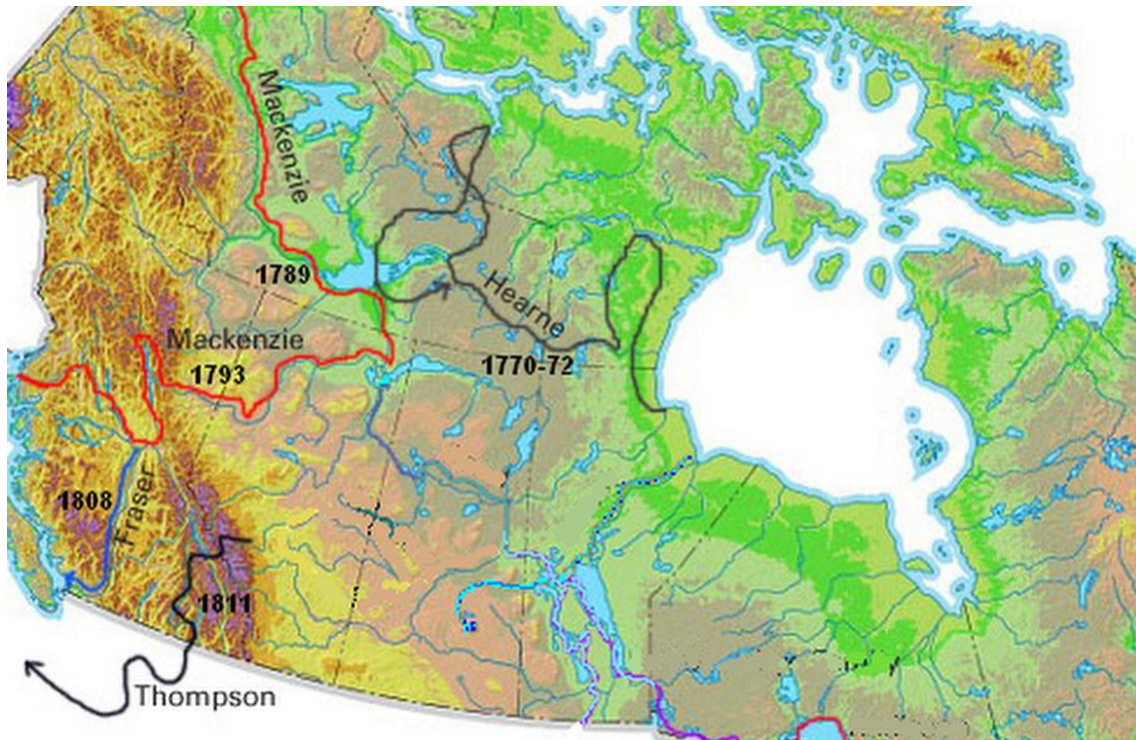 Mackenzie
1789
Mackenzie
1793
Hearne
1770-72
1808
Fraser
1811
Thompson